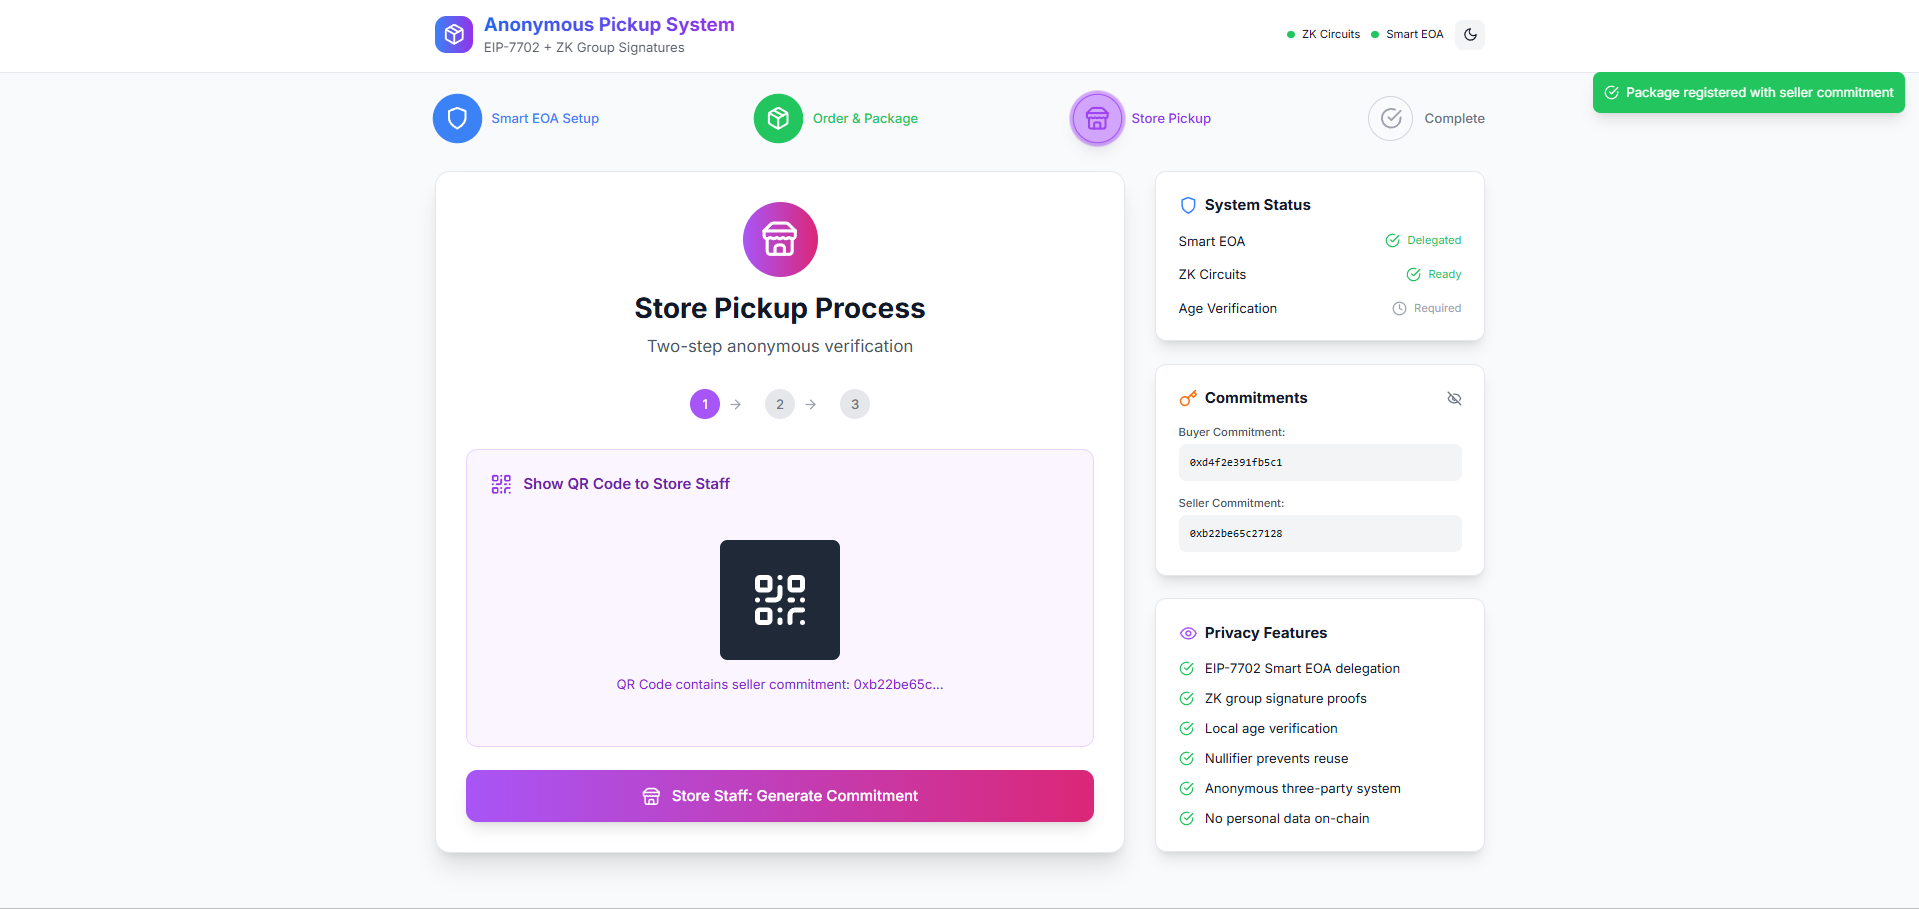 Anonymous Pickup System
EIP-7702 + ZK Group Signatures
ZK Circuits
Smart EOA
Package registered with seller commitment
Smart EOA Setup
Order & Package
Store Pickup
Complete
Store Pickup Process
Two-step anonymous verification
1
2
3
Show QR Code to Store Staff
QR Code contains seller commitment: 0xb22be65c...
Store Staff: Generate Commitment
System Status
Smart EOA
Delegated
ZK Circuits
Ready
Age Verification
Required
Commitments
Buyer Commitment:
0xd4f2e391fb5c1
Seller Commitment:
0xb22be65c27128
Privacy Features
EIP-7702 Smart EOA delegation
ZK group signature proofs
Local age verification
Nullifier prevents reuse
Anonymous three-party system
No personal data on-chain